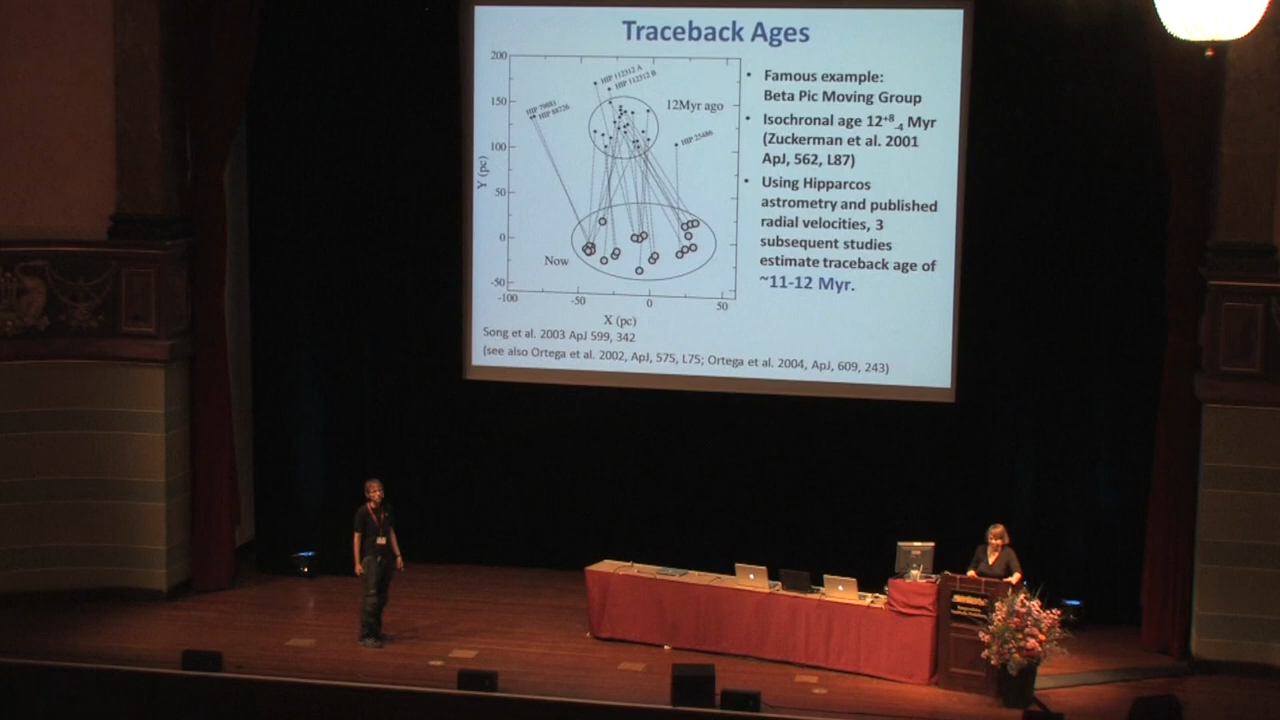 Traceback Ages
200
150
100
50
0
-50
-100
-50
0
50
Y (pc)
X (pc)
HIP 112312 A
HIP 112312 B
HIP 79881
HIP 88726
HIP 25486
12Myr ago
Now
• Famous example:
Beta Pic Moving Group
• Isochronal age 12+8-4 Myr
(Zuckerman et al. 2001
ApJ, 562, L87)
• Using Hipparcos
astrometry and published
radial velocities, 3
subsequent studies
estimate traceback age of
~11-12 Myr.
Song et al. 2003 ApJ 599, 342
(see also Ortega et al. 2002, ApJ, 575, L75; Ortega et al. 2004, ApJ, 609, 243)